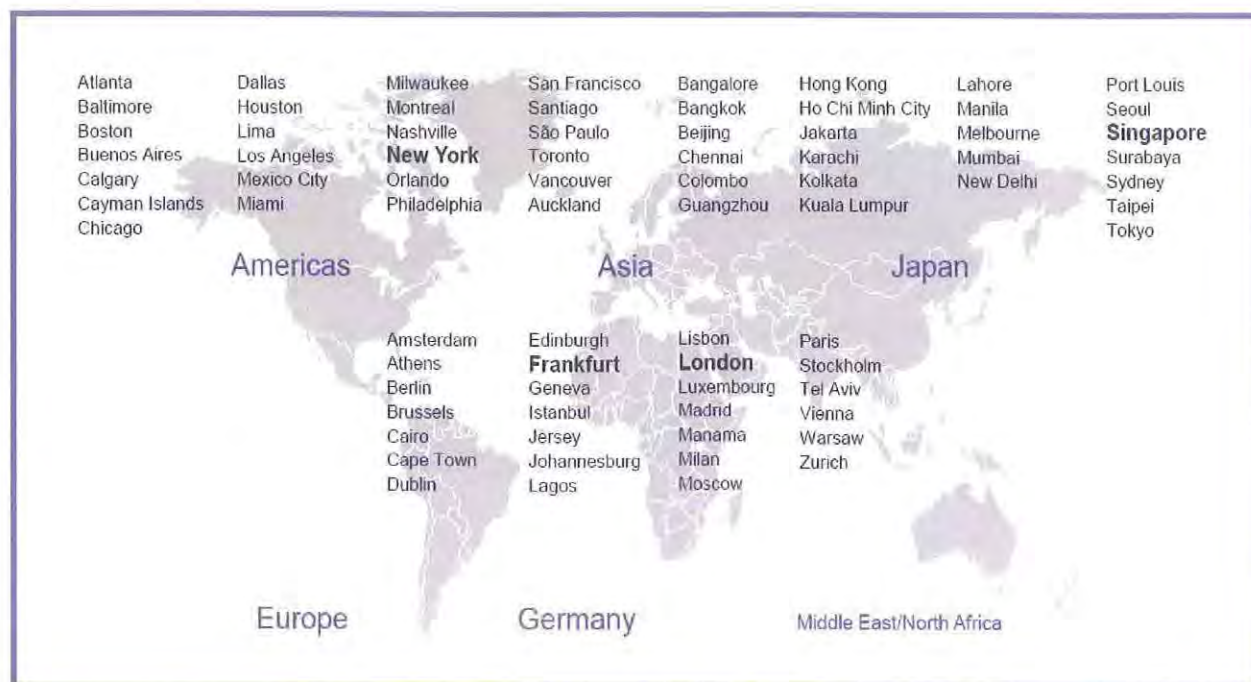 Atlanta
Baltimore
Boston
Buenos Aires
Calgary
Cayman Islands
Chicago
Dallas
Houston
Lima
Los Angeles
Mexico City
Miami
Milwaukee
Montreal
Nashville
New York
Orlando
Philadelphia
San Francisco
Santiago
São Paulo
Toronto
Vancouver
Auckland
Bangalore
Bangkok
Beijing
Chennai
Colombo
Guangzhou
Hong Kong
Ho Chi Minh City
Jakarta
Karachi
Kolkata
Kuala Lumpur
Lahore
Manila
Melbourne
Mumbai
New Delhi
Port Louis
Seoul
Singapore
Surabaya
Sydney
Taipei
Tokyo
Americas
Asia
Japan
Amsterdam
Athens
Berlin
Brussels
Cairo
Cape Town
Dublin
Edinburgh
Frankfurt
Geneva
Istanbul
Jersey
Johannesburg
Lagos
Lisbon
London
Luxembourg
Madrid
Manama
Milan
Moscow
Paris
Stockholm
Tel Aviv
Vienna
Warsaw
Zurich
Europe
Germany
Middle East/North Africa